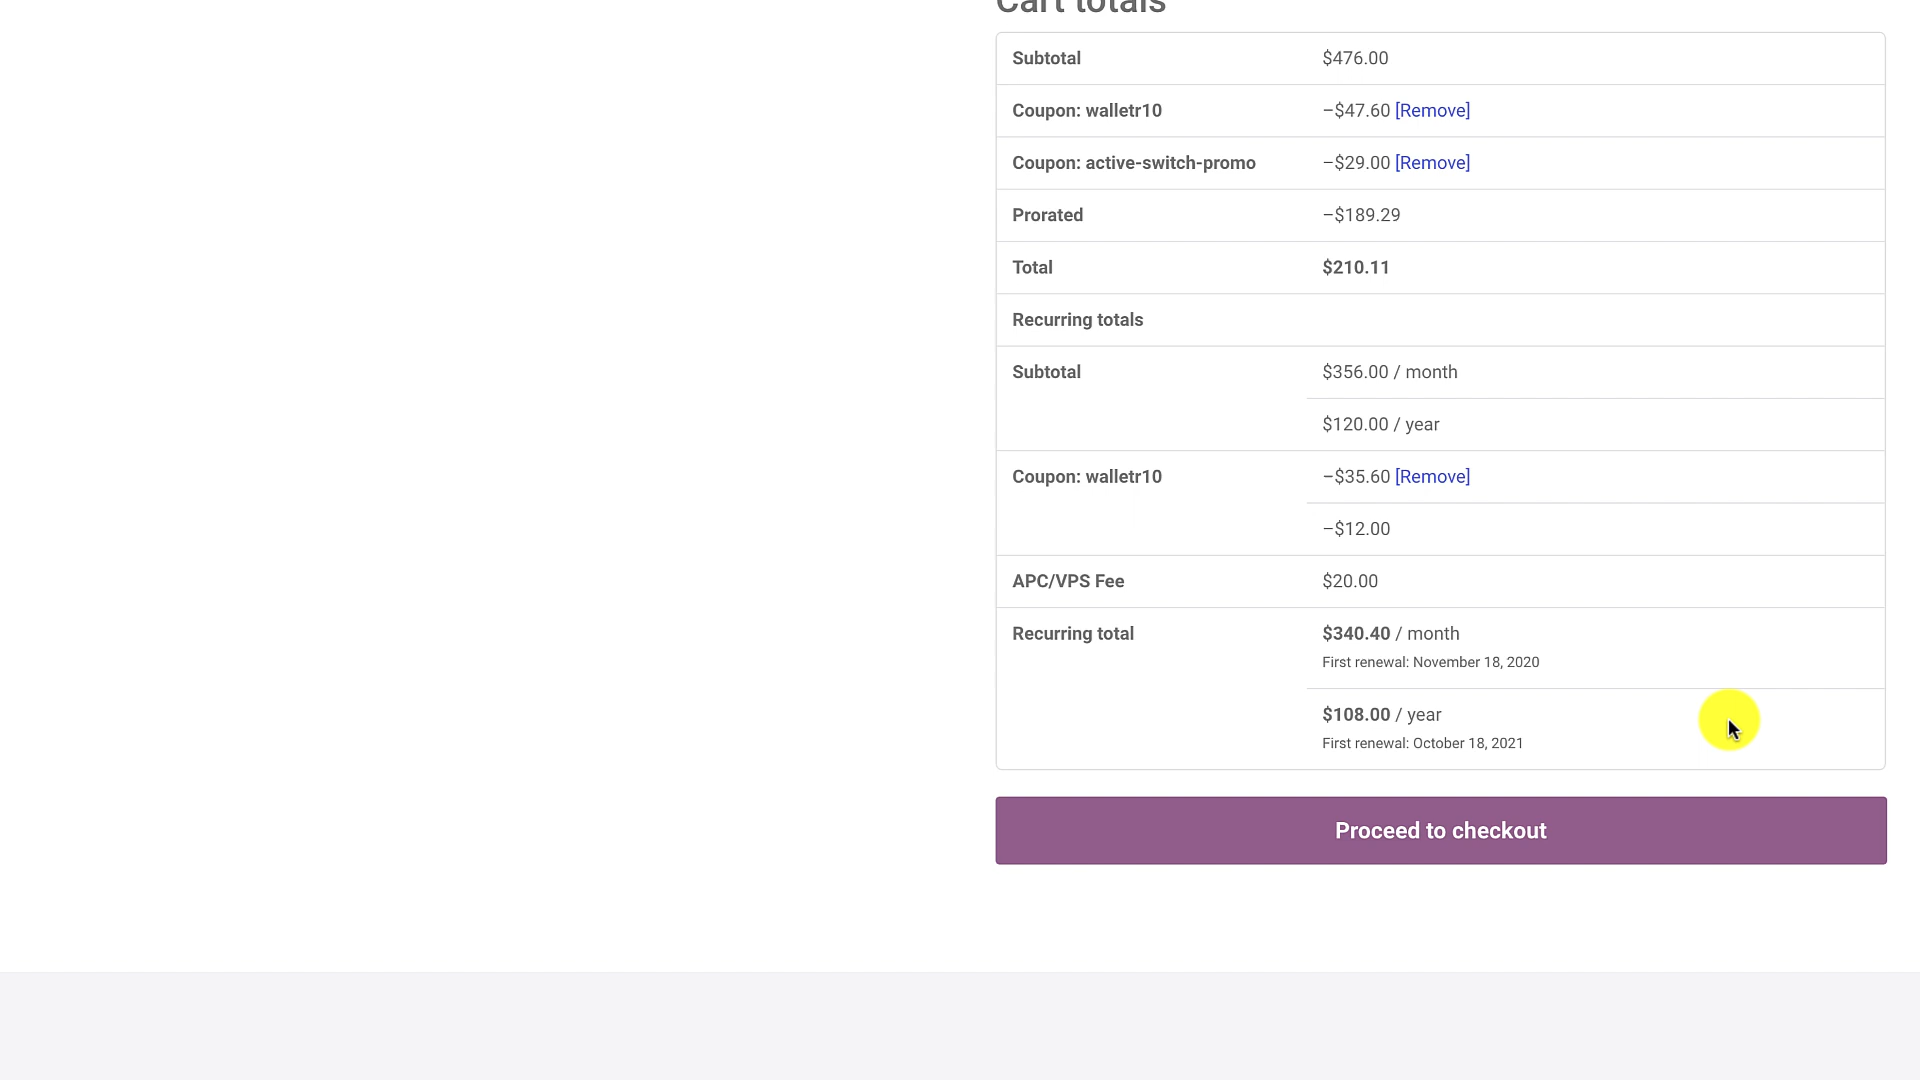 Cart totals
Subtotal $476.00
Coupon: walletr10 –$47.60 [Remove]
Coupon: active-switch-promo –$29.00 [Remove]
Prorated –$189.29
Total $210.11
Recurring totals
Subtotal $356.00 / month
$120.00 / year
Coupon: walletr10 –$35.60 [Remove]
–$12.00
APC/VPS Fee $20.00
Recurring total $340.40 / month
First renewal: November 18, 2020
$108.00 / year
First renewal: October 18, 2021
Proceed to checkout